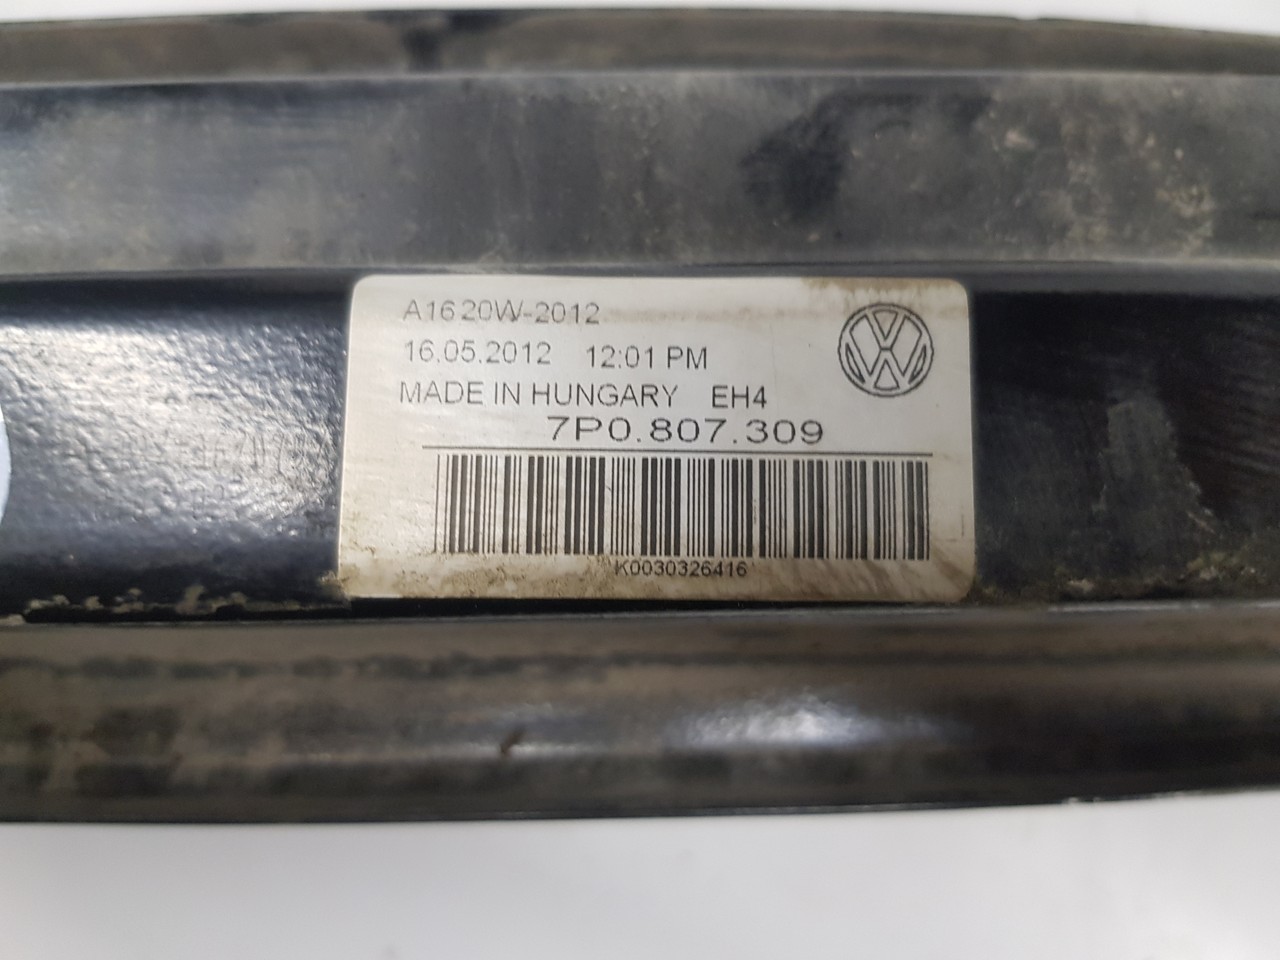 A1620W-2012
16.05.2012 12:01 PM
MADE IN HUNGARY EH4
7P0.807.309
K0030326416